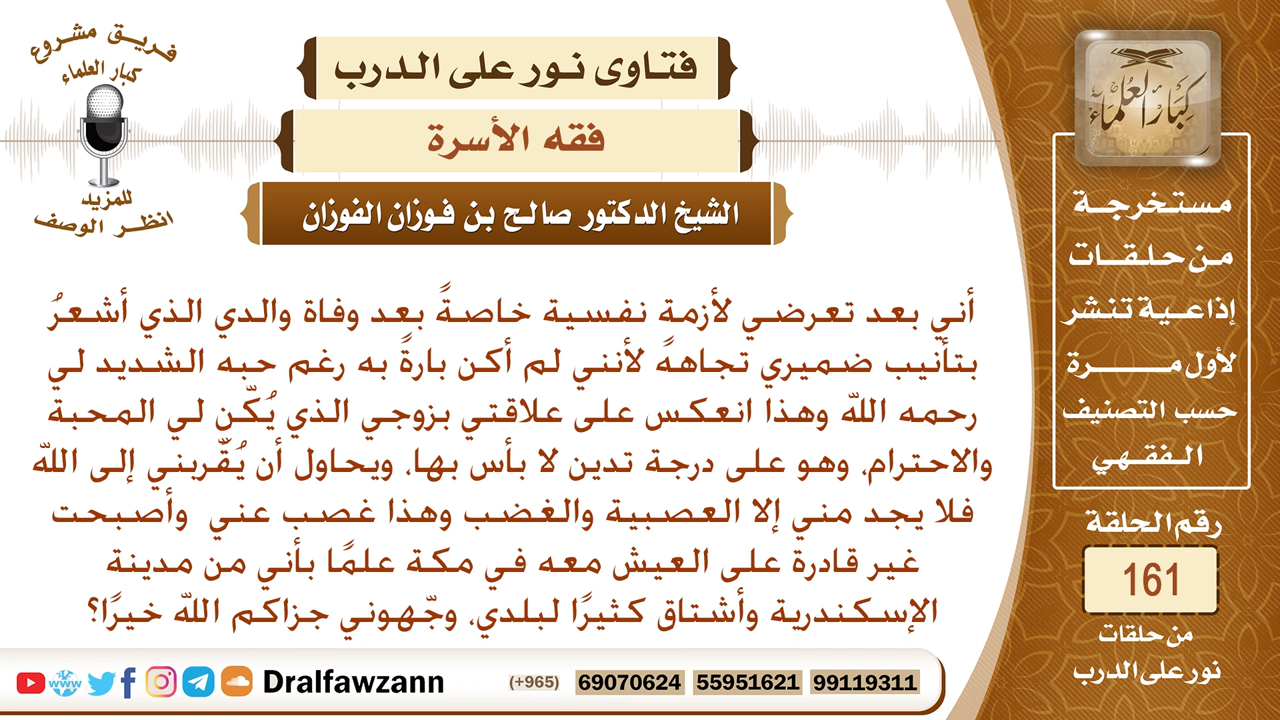 فريق مشروع
كبار العلماء
للمزيد
انظر الوصف
فتاوى نور على الدرب
فقه الأسرة
الشيخ الدكتور صالح بن فوزان الفوزان
أني بعد تعرضي لأزمة نفسية خاصةً بعد وفاة والدي الذي أشعرُ
بتأنيب ضميري تجاههً لأنني لم أكن بارةً به رغم حبه الشديد لي
رحمه الله وهذا انعكس على علاقتي بزوجي الذي يُكّن لي المحبة
والاحترام، وهو على درجة تدين لا بأس بها، ويحاول أن يُقّربني إلى الله
فلا يجد مني إلا العصبية والغضب وهذا غصب عني وأصبحت
غير قادرة على العيش معه في مكة علمًا بأني من مدينة
الإسكندرية وأشتاق كثيرًا لبلدي، وجّهوني جزاكم الله خيرًا؟
كبار العلماء
مستخرجة
من حلقات
إذاعية تنشر
لأول مرة
حسب التصنيف
الفقهي
رقم الحلقة
161
من حلقات
نور على الدرب
www
Dralfawzann
(+965) 69070624 55951621 99119311